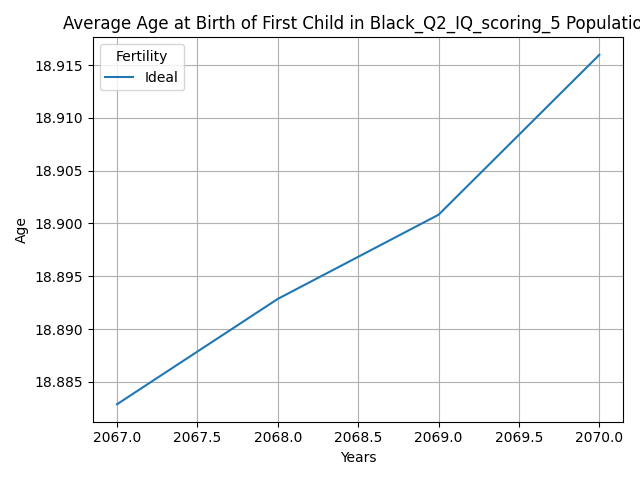 Average Age at Birth of First Child in Black_Q2_IQ_scoring_5 Populatio
Fertility
Ideal
18.915
18.910
18.905
18.900
18.895
18.890
18.885
Age
2067.0 2067.5 2068.0 2068.5 2069.0 2069.5 2070.0
Years